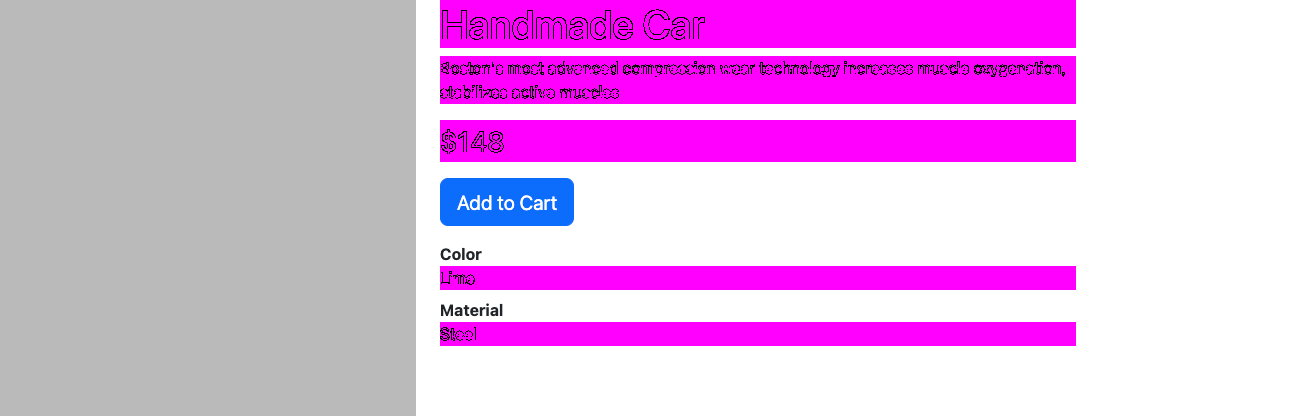 Handmade Car
Boston's most advanced compression wear technology increases muscle oxygenation,
stabilizes active muscles
$148
Add to Cart
Color
Lime
Material
Steel